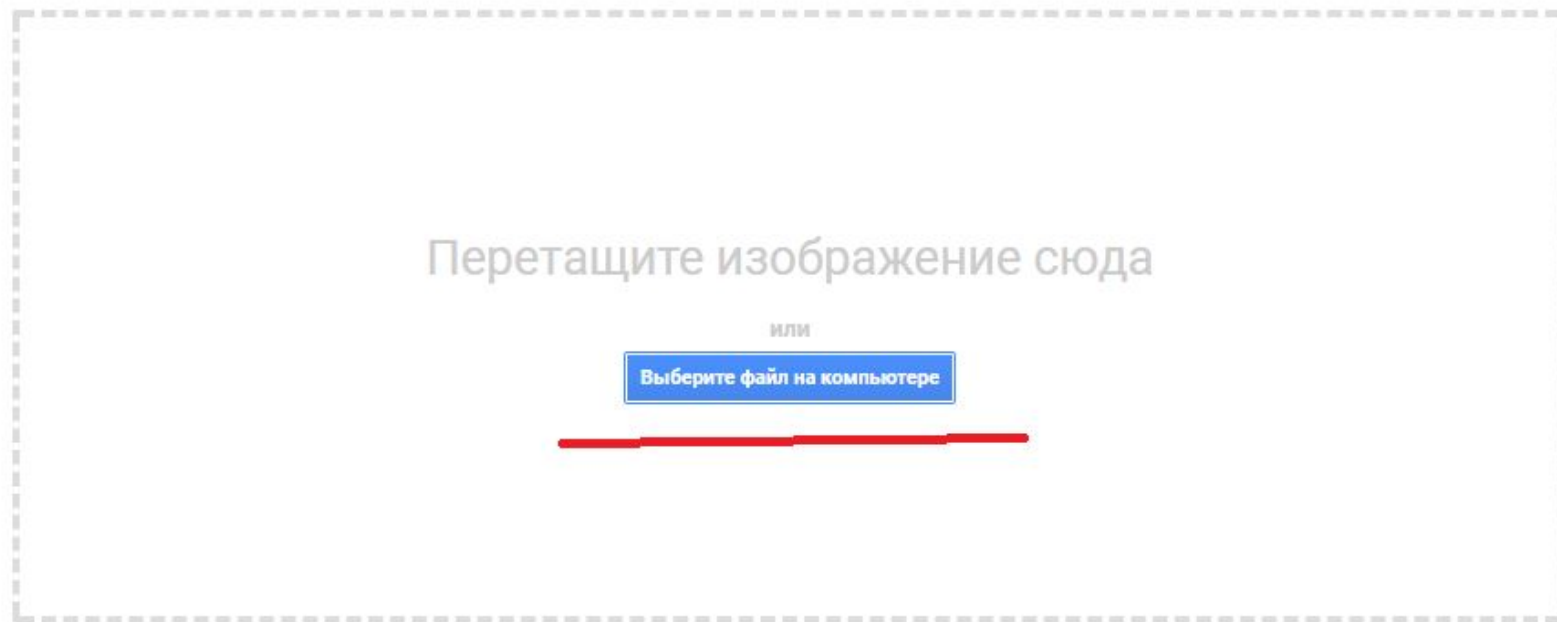 Перетащите изображение сюда
или
Выберите файл на компьютере